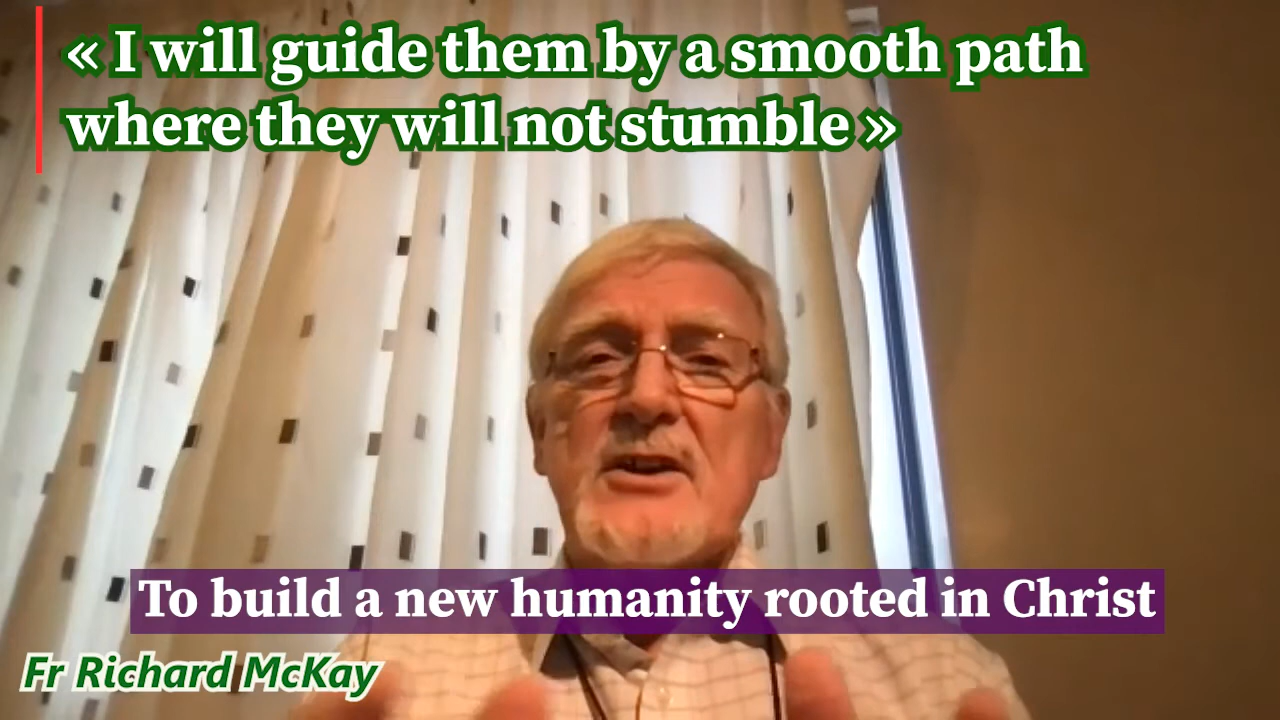 « I will guide them by a smooth path
where they will not stumble »
To build a new humanity rooted in Christ
Fr Richard McKay